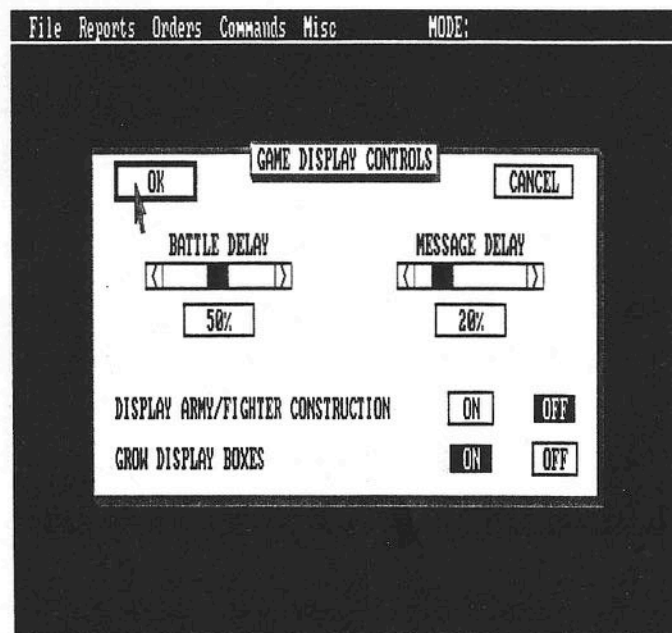 File Reports Orders Commands Misc MODE:
GAME DISPLAY CONTROLS
OK CANCEL
BATTLE DELAY MESSAGE DELAY
50% 20%
DISPLAY ARMY/FIGHTER CONSTRUCTION ON OFF
GROW DISPLAY BOXES ON OFF